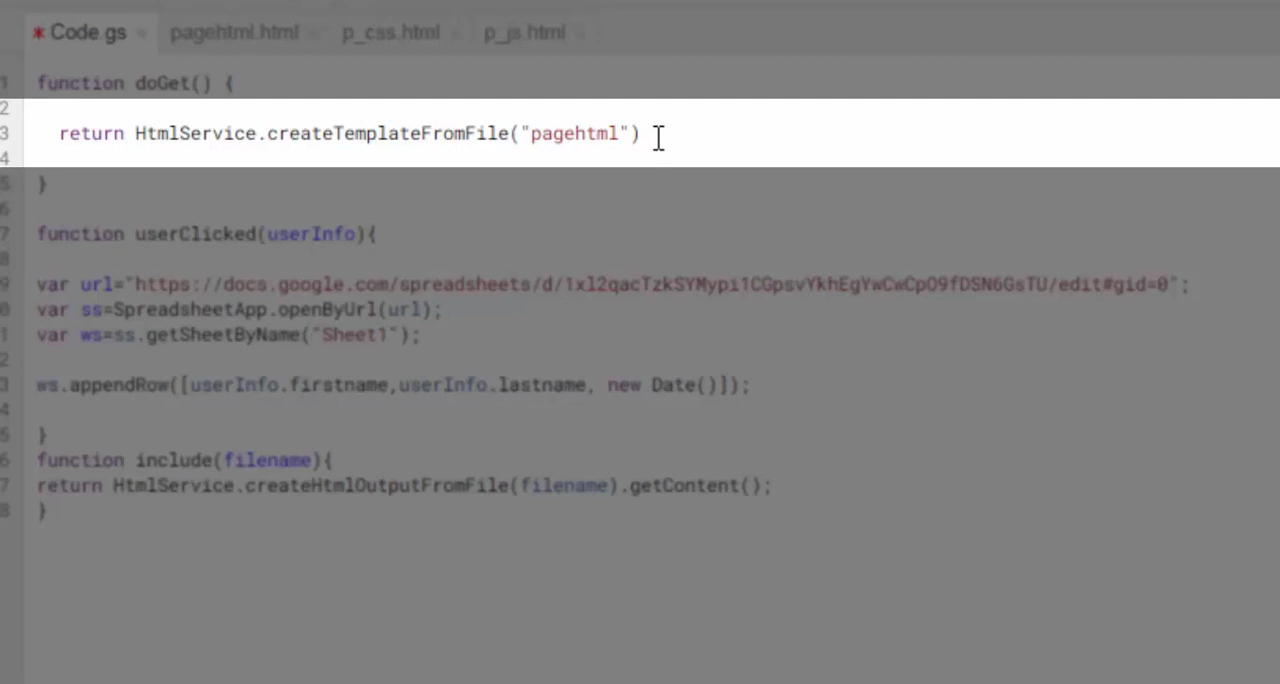 * Code.gs × pagehtml.html × p_css.html × p_js.html ×
1 function doGet() {
2
3 return HtmlService.createTemplateFromFile("pagehtml")
4
5 }
6
7 function userClicked(userInfo){
8
9 var url="https://docs.google.com/spreadsheets/d/1xl2qacTzkSYMypi1CGpsvYkhEgYwCwCpO9fDSN6GsTU/edit#gid=0";
0 var ss=SpreadsheetApp.openByUrl(url);
1 var ws=ss.getSheetByName("Sheet1");
2
3 ws.appendRow([userInfo.firstname,userInfo.lastname, new Date()]);
4
5 }
6 function include(filename){
7 return HtmlService.createHtmlOutputFromFile(filename).getContent();
8 }